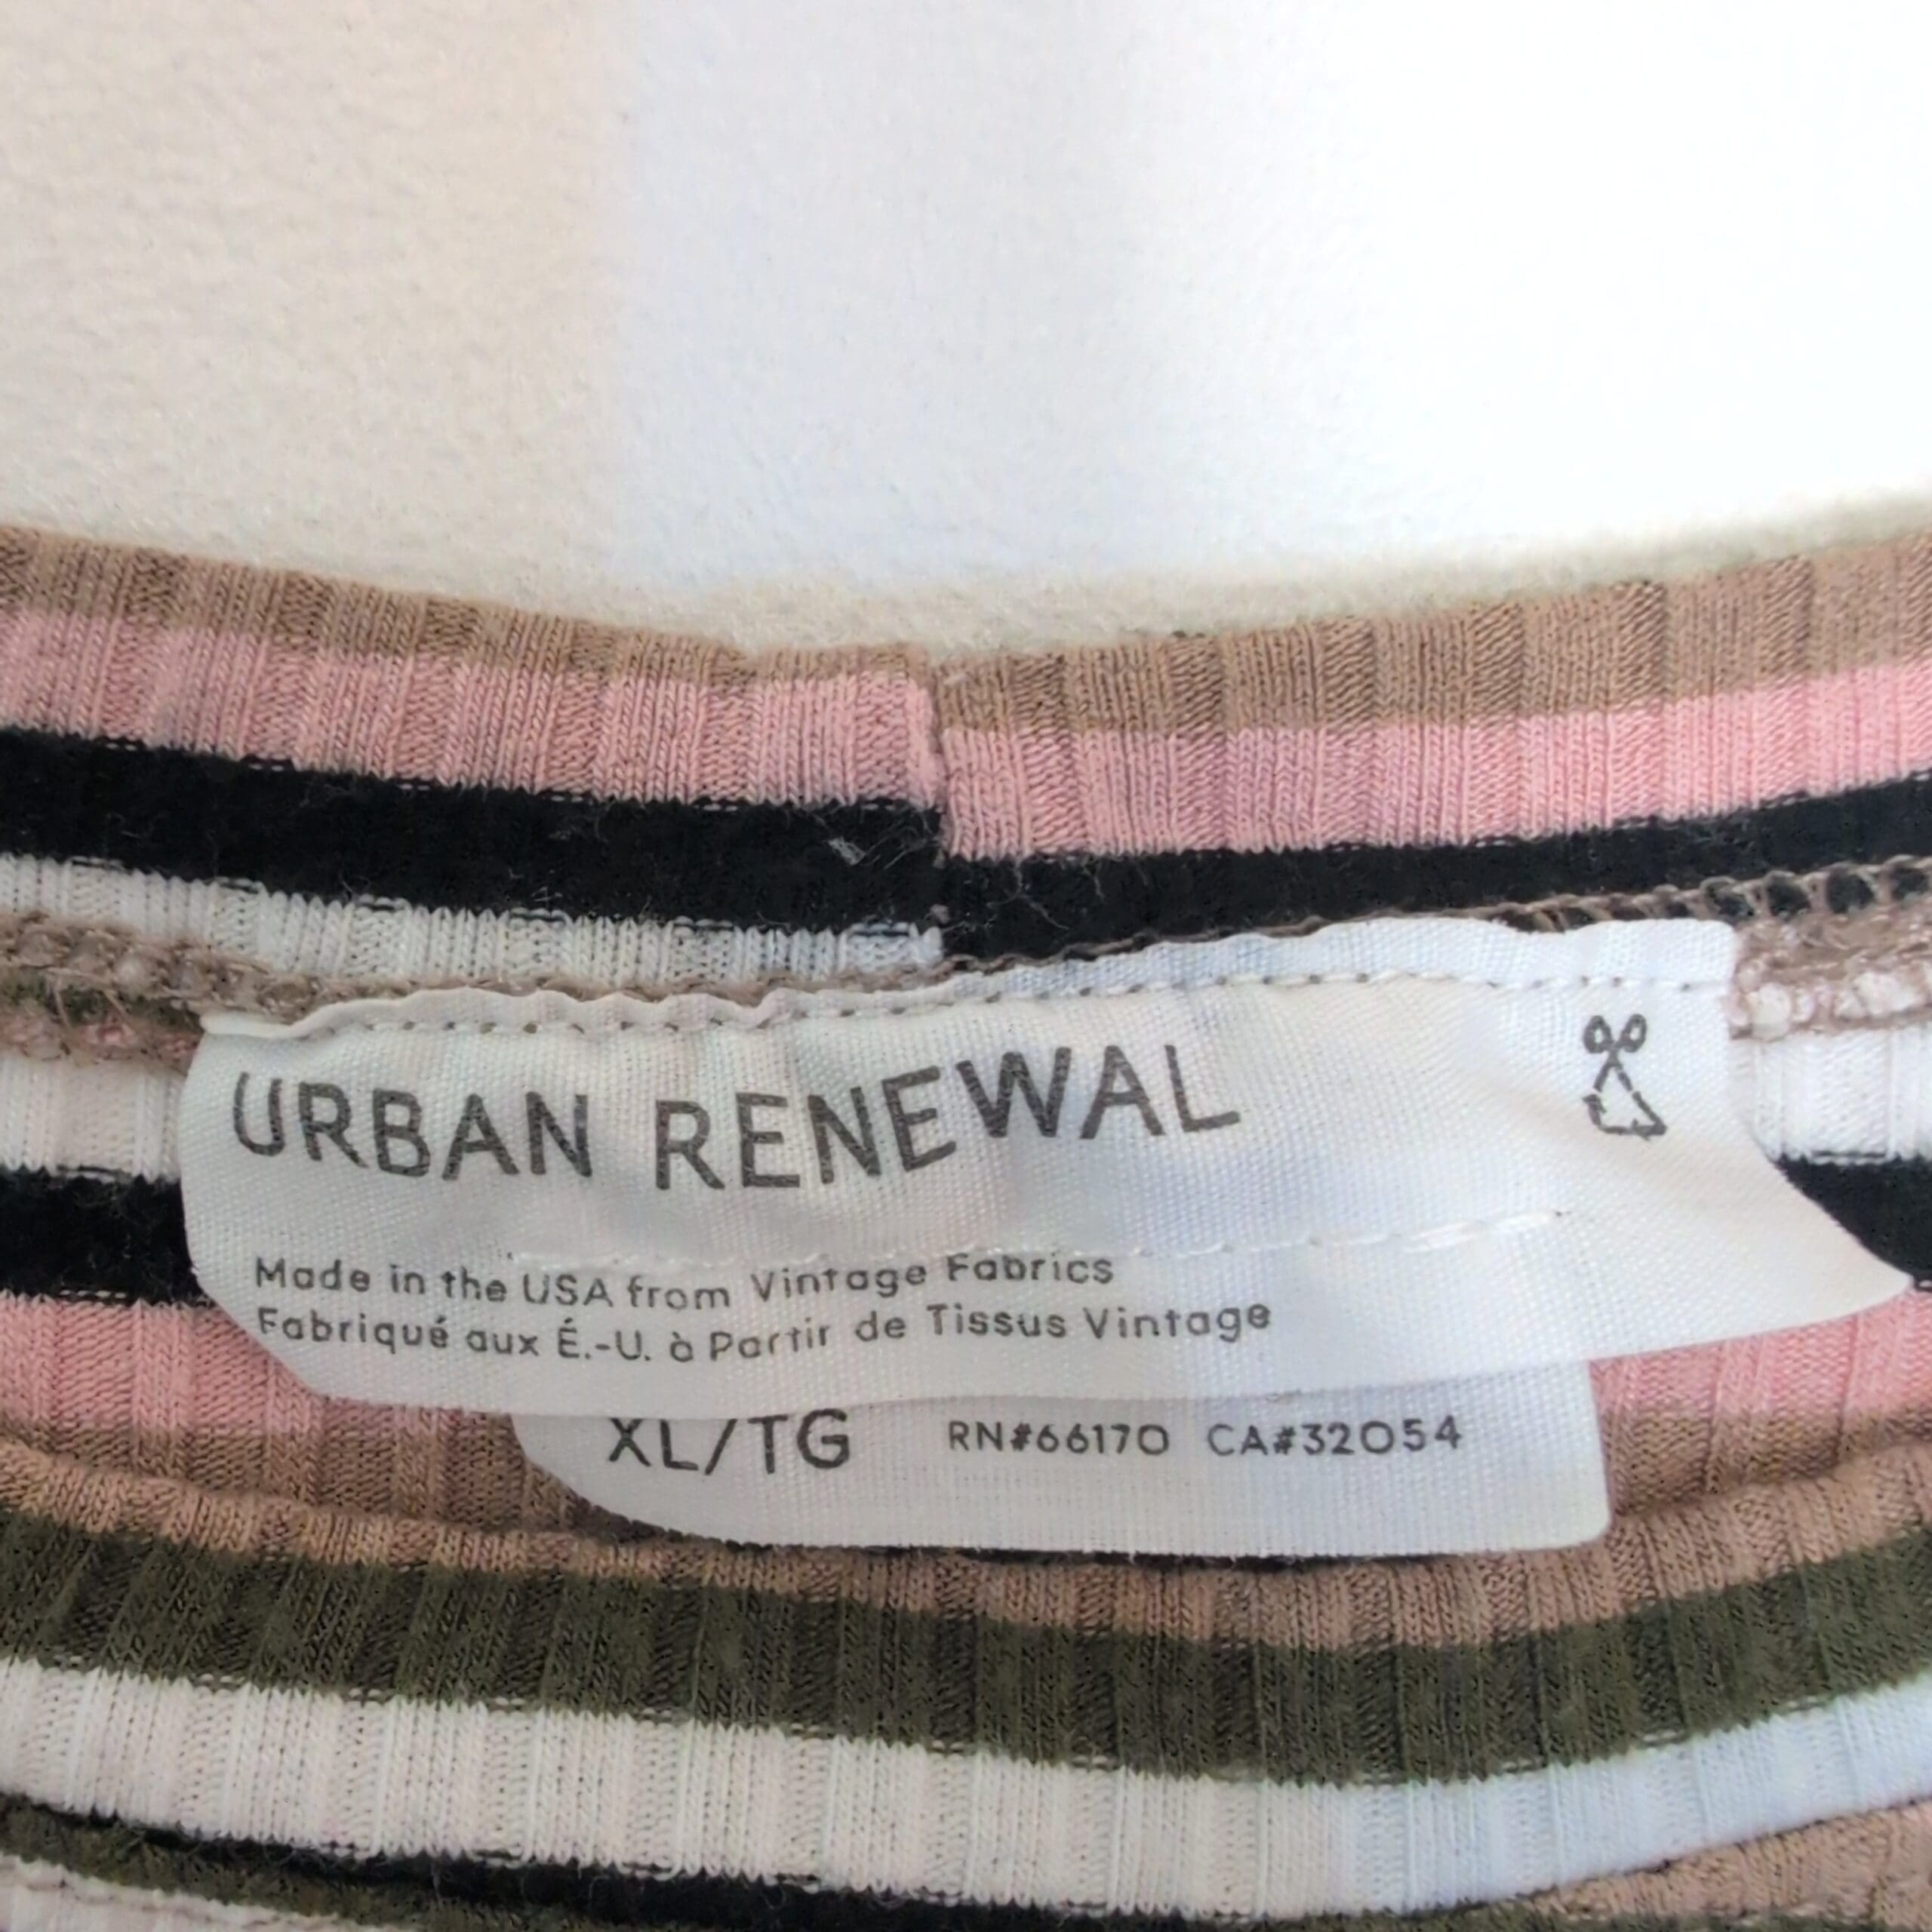 URBAN RENEWAL
Made in the USA from Vintage Fabrics
Fabriqué aux É.-U. à Partir de Tissus Vintage
XL/TG RN#66170 CA#32054